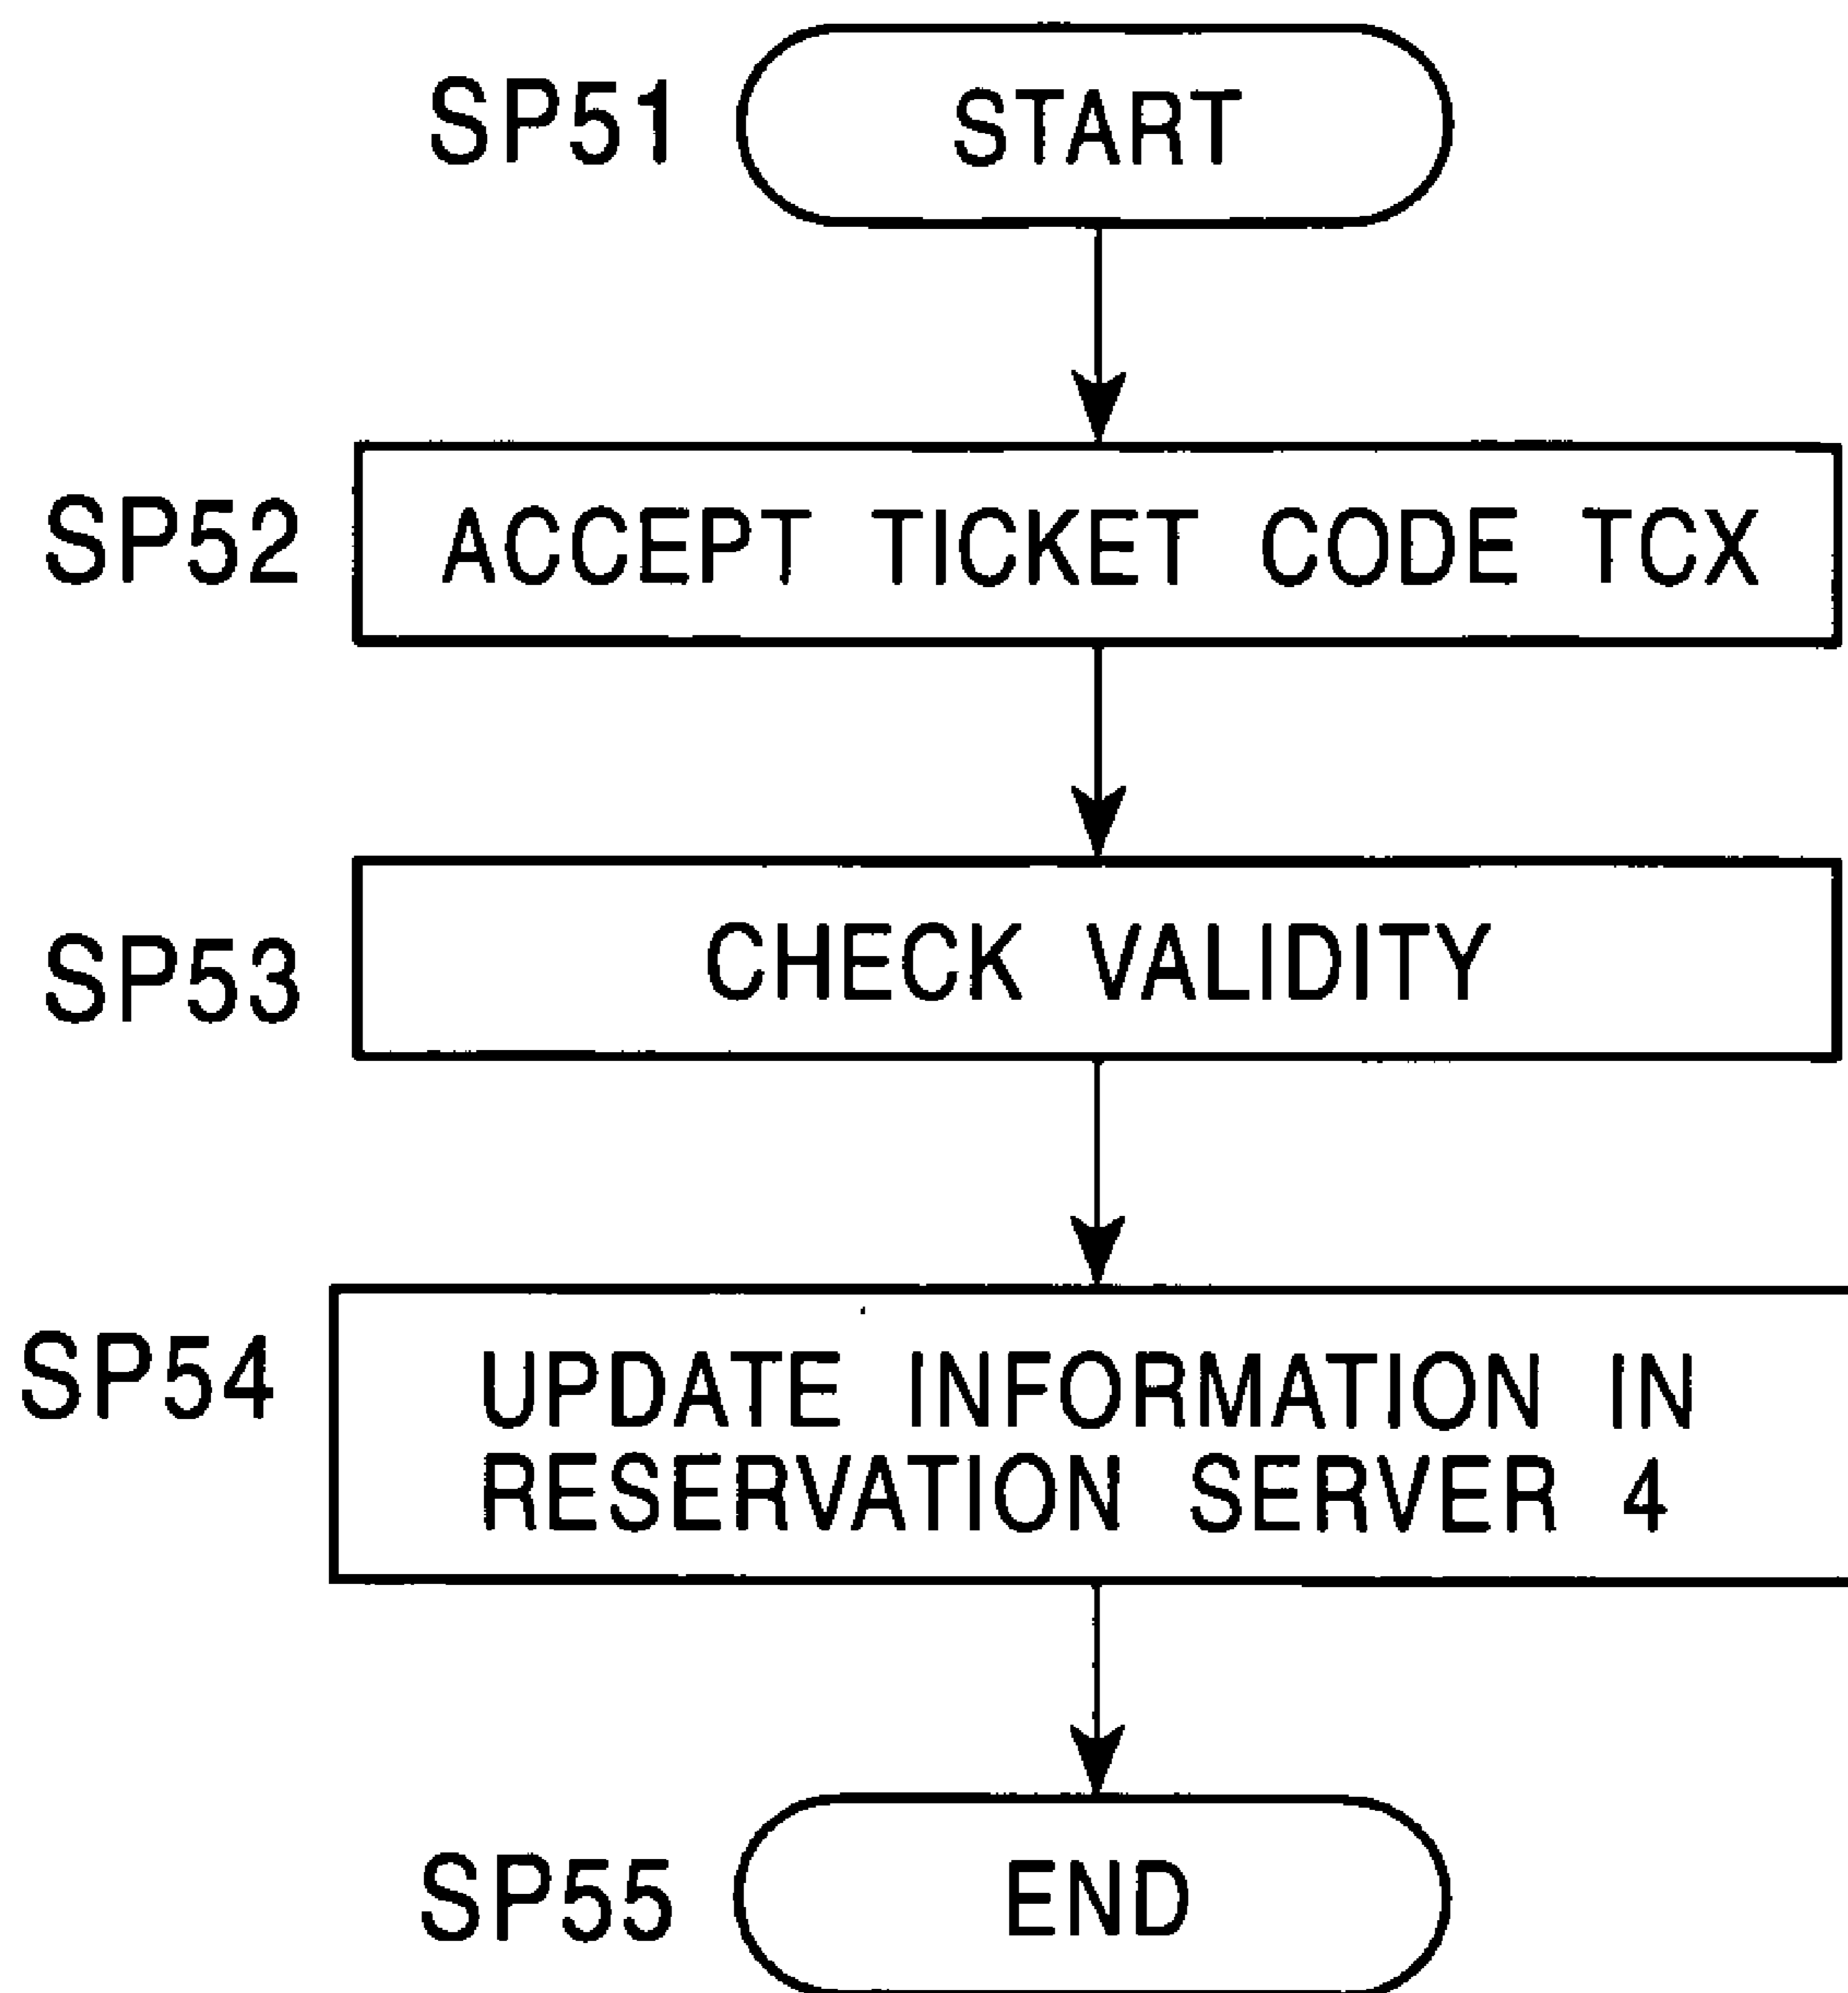 SP51 START
SP52 ACCEPT TICKET CODE TCX
SP53 CHECK VALIDITY
SP54 UPDATE INFORMATION IN
RESERVATION SERVER 4
SP55 END